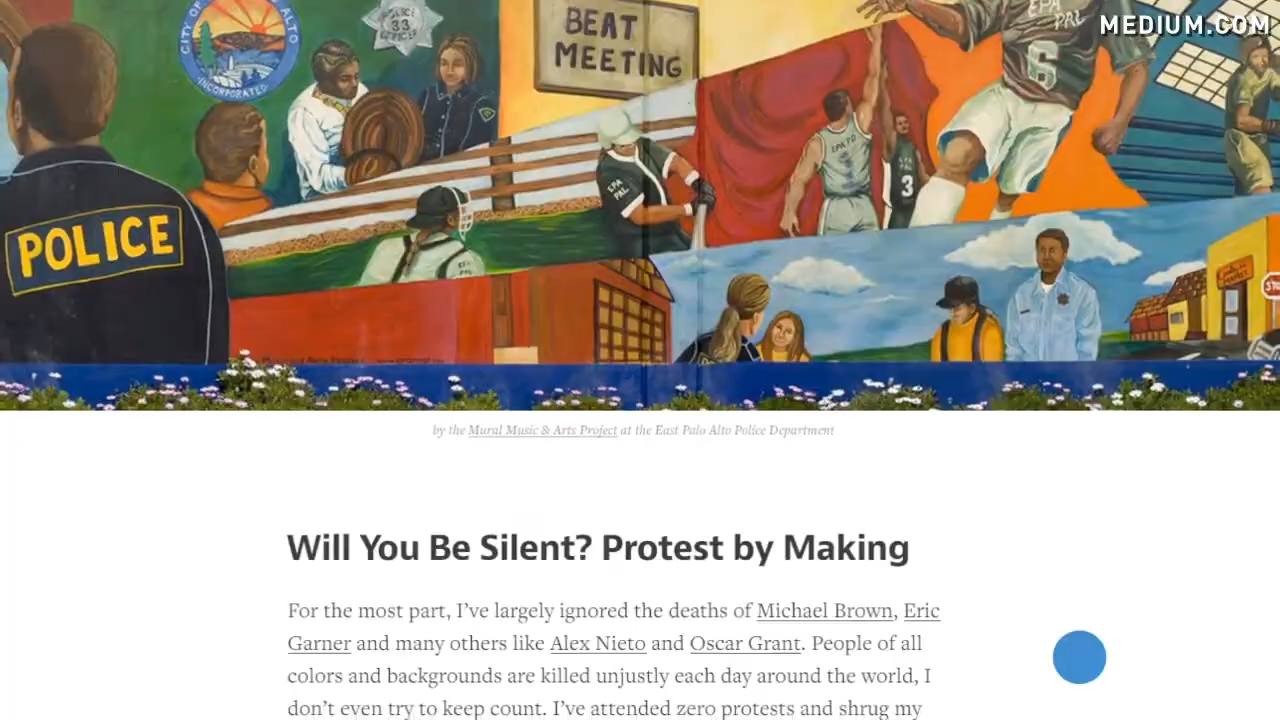 MEDIUM.COM
CITY OF
ALTO
INCORPORATED
33
OFFICER
BEAT
MEETING
EPA
PAL
6
POLICE
EPA
PAL
3
by the Mural Music & Arts Project at the East Palo Alto Police Department
Will You Be Silent? Protest by Making
For the most part, I’ve largely ignored the deaths of Michael Brown, Eric
Garner and many others like Alex Nieto and Oscar Grant. People of all
colors and backgrounds are killed unjustly each day around the world, I
don’t even try to keep count. I’ve attended zero protests and shrug my